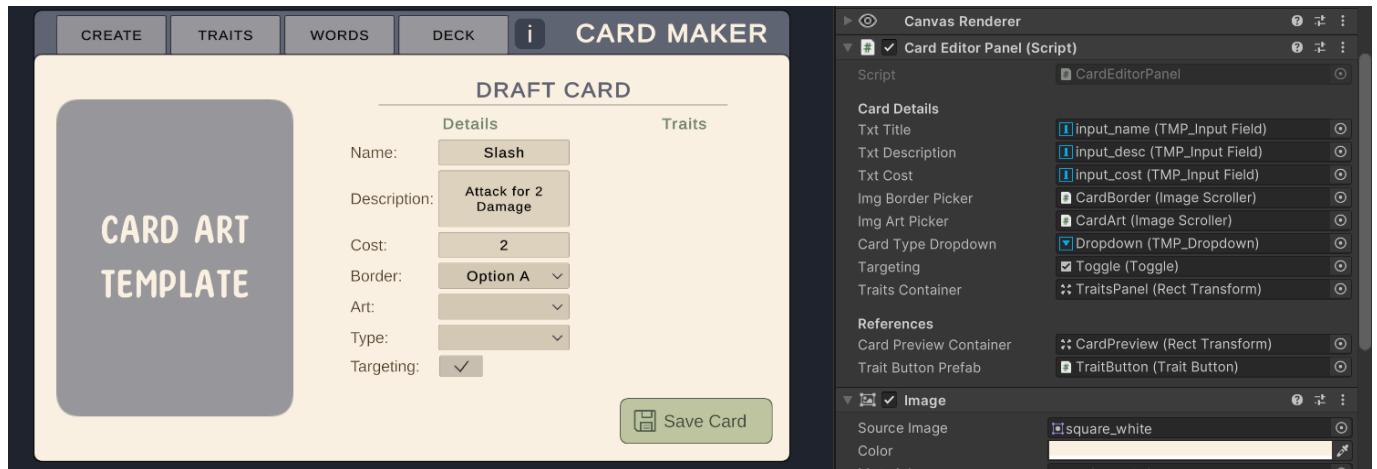 CREATE TRAITS WORDS DECK i CARD MAKER
DRAFT CARD
Details Traits
Name: Slash
Description: Attack for 2
Damage
Cost: 2
Border: Option A
Art:
Type:
Targeting:
CARD ART
TEMPLATE
Save Card
Canvas Renderer
# Card Editor Panel (Script)
Script # CardEditorPanel
Card Details
Txt Title input_name (TMP_Input Field)
Txt Description input_desc (TMP_Input Field)
Txt Cost input_cost (TMP_Input Field)
Img Border Picker # CardBorder (Image Scroller)
Img Art Picker # CardArt (Image Scroller)
Card Type Dropdown Dropdown (TMP_Dropdown)
Targeting Toggle (Toggle)
Traits Container TraitsPanel (Rect Transform)
References
Card Preview Container CardPreview (Rect Transform)
Trait Button Prefab # TraitButton (Trait Button)
Image
Source Image square_white
Color